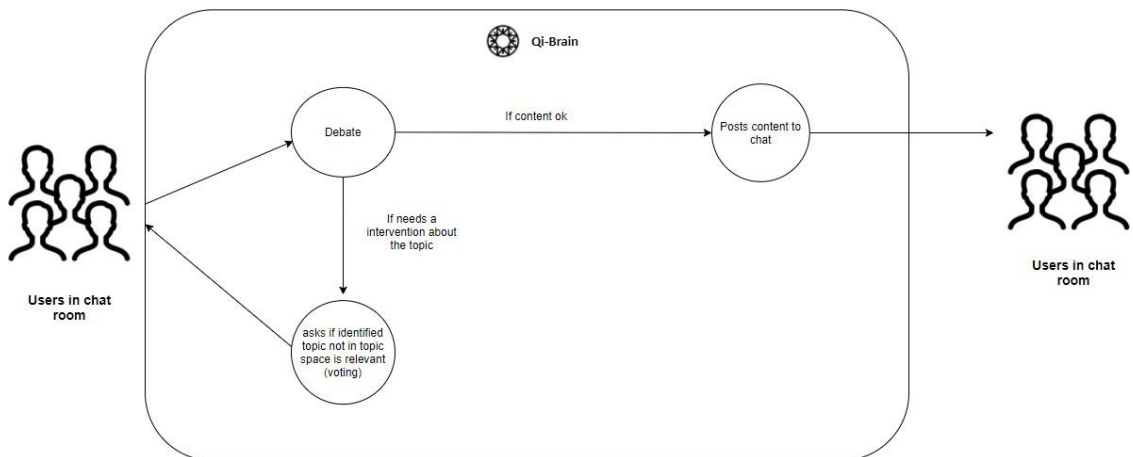 Qi-Brain
Debate
If content ok
Posts content to
chat
If needs a
intervention about
the topic
Users in chat
room
Users in chat
room
asks if identified
topic not in topic
space is relevant
(voting)